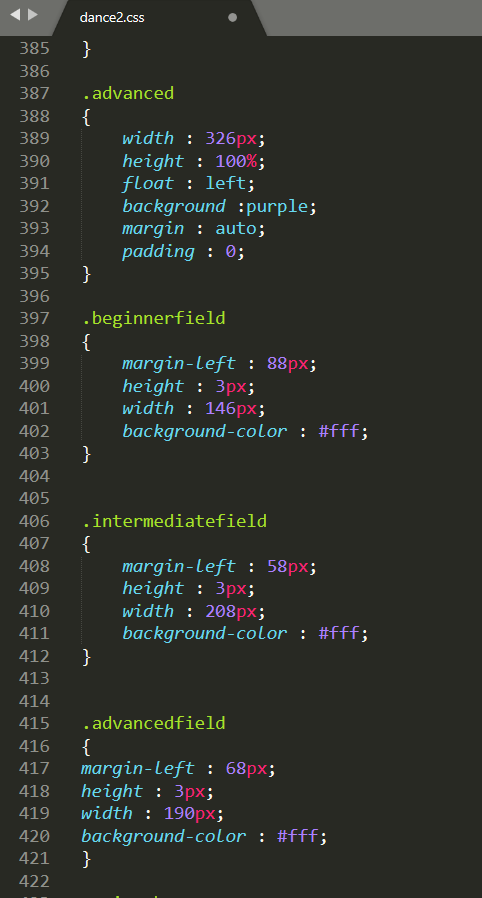 dance2.css
385 }
386
387 .advanced
388 {
389 width : 326px;
390 height : 100%;
391 float : left;
392 background :purple;
393 margin : auto;
394 padding : 0;
395 }
396
397 .beginnerfield
398 {
399 margin-left : 88px;
400 height : 3px;
401 width : 146px;
402 background-color : #fff;
403 }
404
405
406 .intermediatefield
407 {
408 margin-left : 58px;
409 height : 3px;
410 width : 208px;
411 background-color : #fff;
412 }
413
414
415 .advancedfield
416 {
417 margin-left : 68px;
418 height : 3px;
419 width : 190px;
420 background-color : #fff;
421 }
422